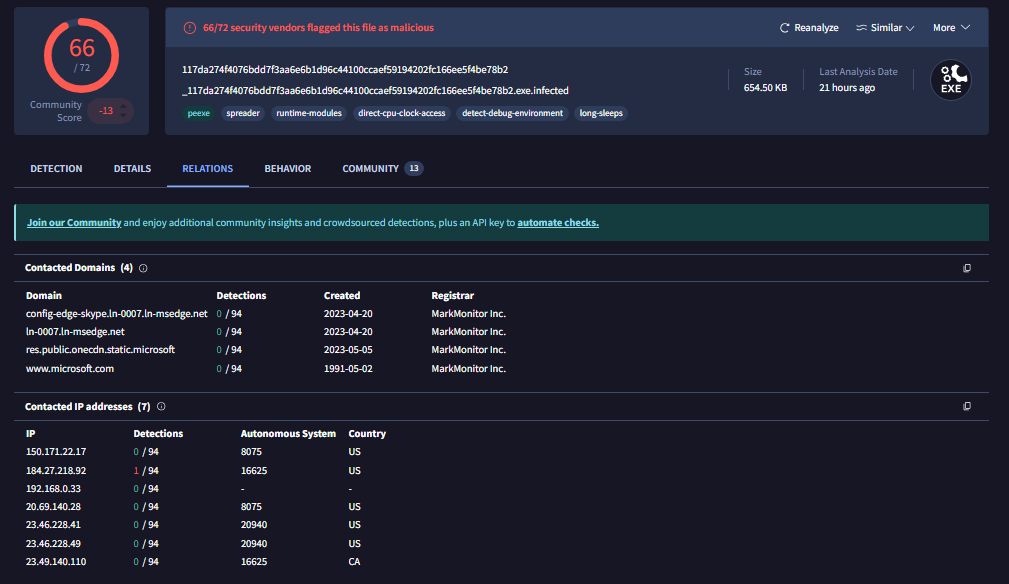 66
/ 72
Community Score
-13
66/72 security vendors flagged this file as malicious
Reanalyze
Similar
More
117da274f4076bdd7f3aa6e6b1d96c44100ccaef59194202fc166ee5f4be78b2
_117da274f4076bdd7f3aa6e6b1d96c44100ccaef59194202fc166ee5f4be78b2.exe.infected
peexe spreader runtime-modules direct-cpu-clock-access detect-debug-environment long-sleeps
Size
654.50 KB
Last Analysis Date
21 hours ago
EXE
DETECTION DETAILS RELATIONS BEHAVIOR COMMUNITY 13
Join our Community and enjoy additional community insights and crowdsourced detections, plus an API key to automate checks.
Contacted Domains (4)
Domain Detections Created Registrar
config-edge-skype.ln-0007.ln-msedge.net 0 / 94 2023-04-20 MarkMonitor Inc.
ln-0007.ln-msedge.net 0 / 94 2023-04-20 MarkMonitor Inc.
res.public.onecdn.static.microsoft 0 / 94 2023-05-05 MarkMonitor Inc.
www.microsoft.com 0 / 94 1991-05-02 MarkMonitor Inc.
Contacted IP addresses (7)
IP Detections Autonomous System Country
150.171.22.17 0 / 94 8075 US
184.27.218.92 1 / 94 16625 US
192.168.0.33 0 / 94 - -
20.69.140.28 0 / 94 8075 US
23.46.228.41 0 / 94 20940 US
23.46.228.49 0 / 94 20940 US
23.49.140.110 0 / 94 16625 CA